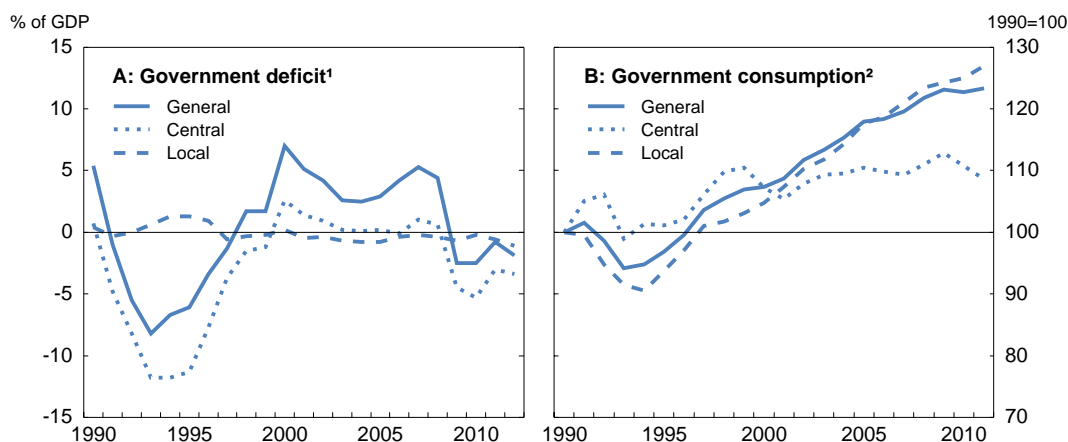 % of GDP
1990=100
15
10
5
0
-5
-10
-15
A: Government deficit¹
General
Central
Local
1990
1995
2000
2005
2010
B: Government consumption²
General
Central
Local
130
120
110
100
90
80
70
1990
1995
2000
2005
2010